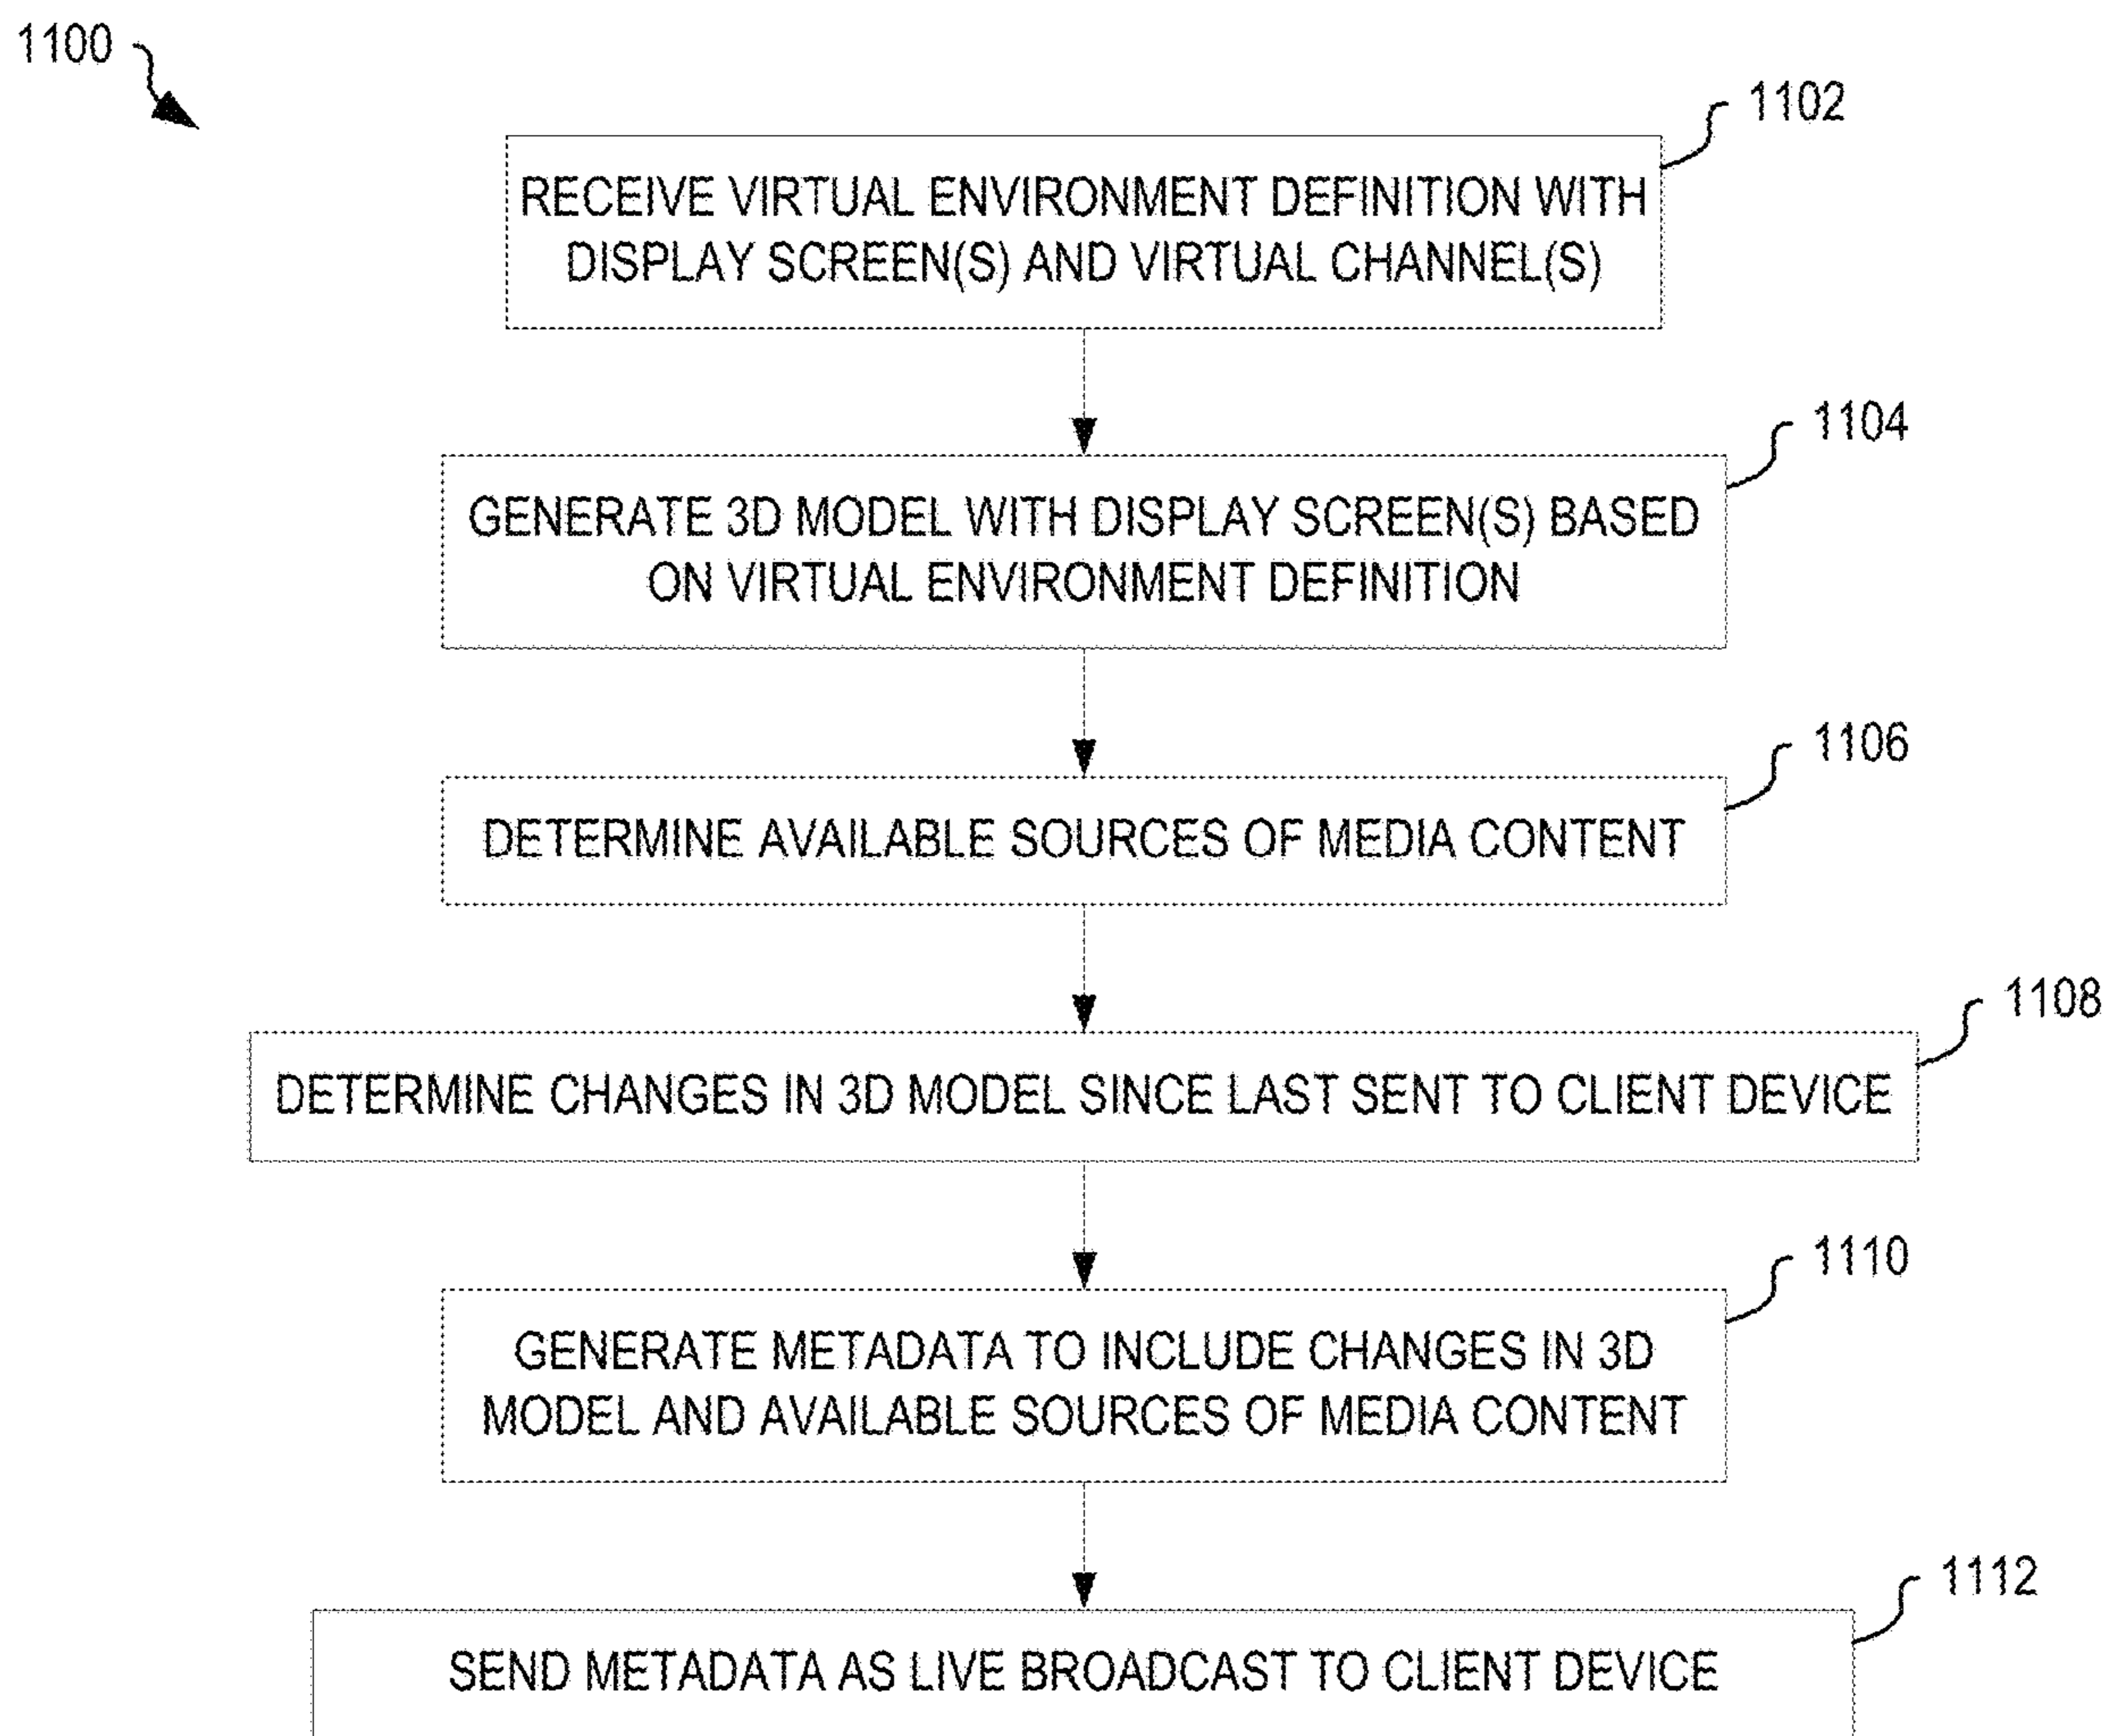 1100
1102
RECEIVE VIRTUAL ENVIRONMENT DEFINITION WITH
DISPLAY SCREEN(S) AND VIRTUAL CHANNEL(S)
1104
GENERATE 3D MODEL WITH DISPLAY SCREEN(S) BASED
ON VIRTUAL ENVIRONMENT DEFINITION
1106
DETERMINE AVAILABLE SOURCES OF MEDIA CONTENT
1108
DETERMINE CHANGES IN 3D MODEL SINCE LAST SENT TO CLIENT DEVICE
1110
GENERATE METADATA TO INCLUDE CHANGES IN 3D
MODEL AND AVAILABLE SOURCES OF MEDIA CONTENT
1112
SEND METADATA AS LIVE BROADCAST TO CLIENT DEVICE